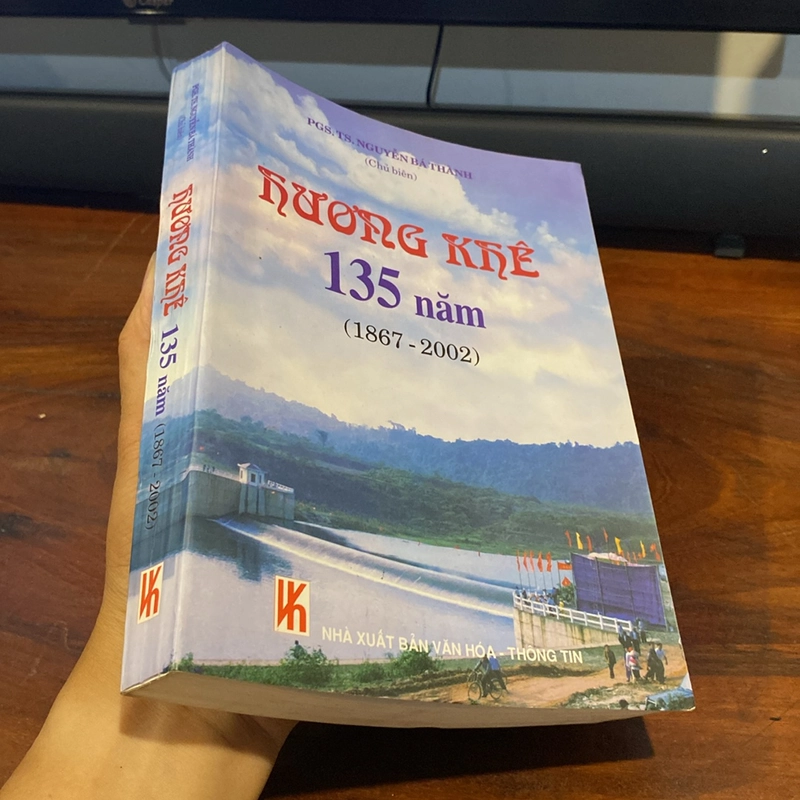 PGS. TS. NGUYỄN BÁ THÀNH
(Chủ biên)
HƯƠNG KHÊ
135 năm
(1867 - 2002)
NHÀ XUẤT BẢN VĂN HÓA - THÔNG TIN
HƯƠNG KHÊ 135 năm (1867 - 2002)